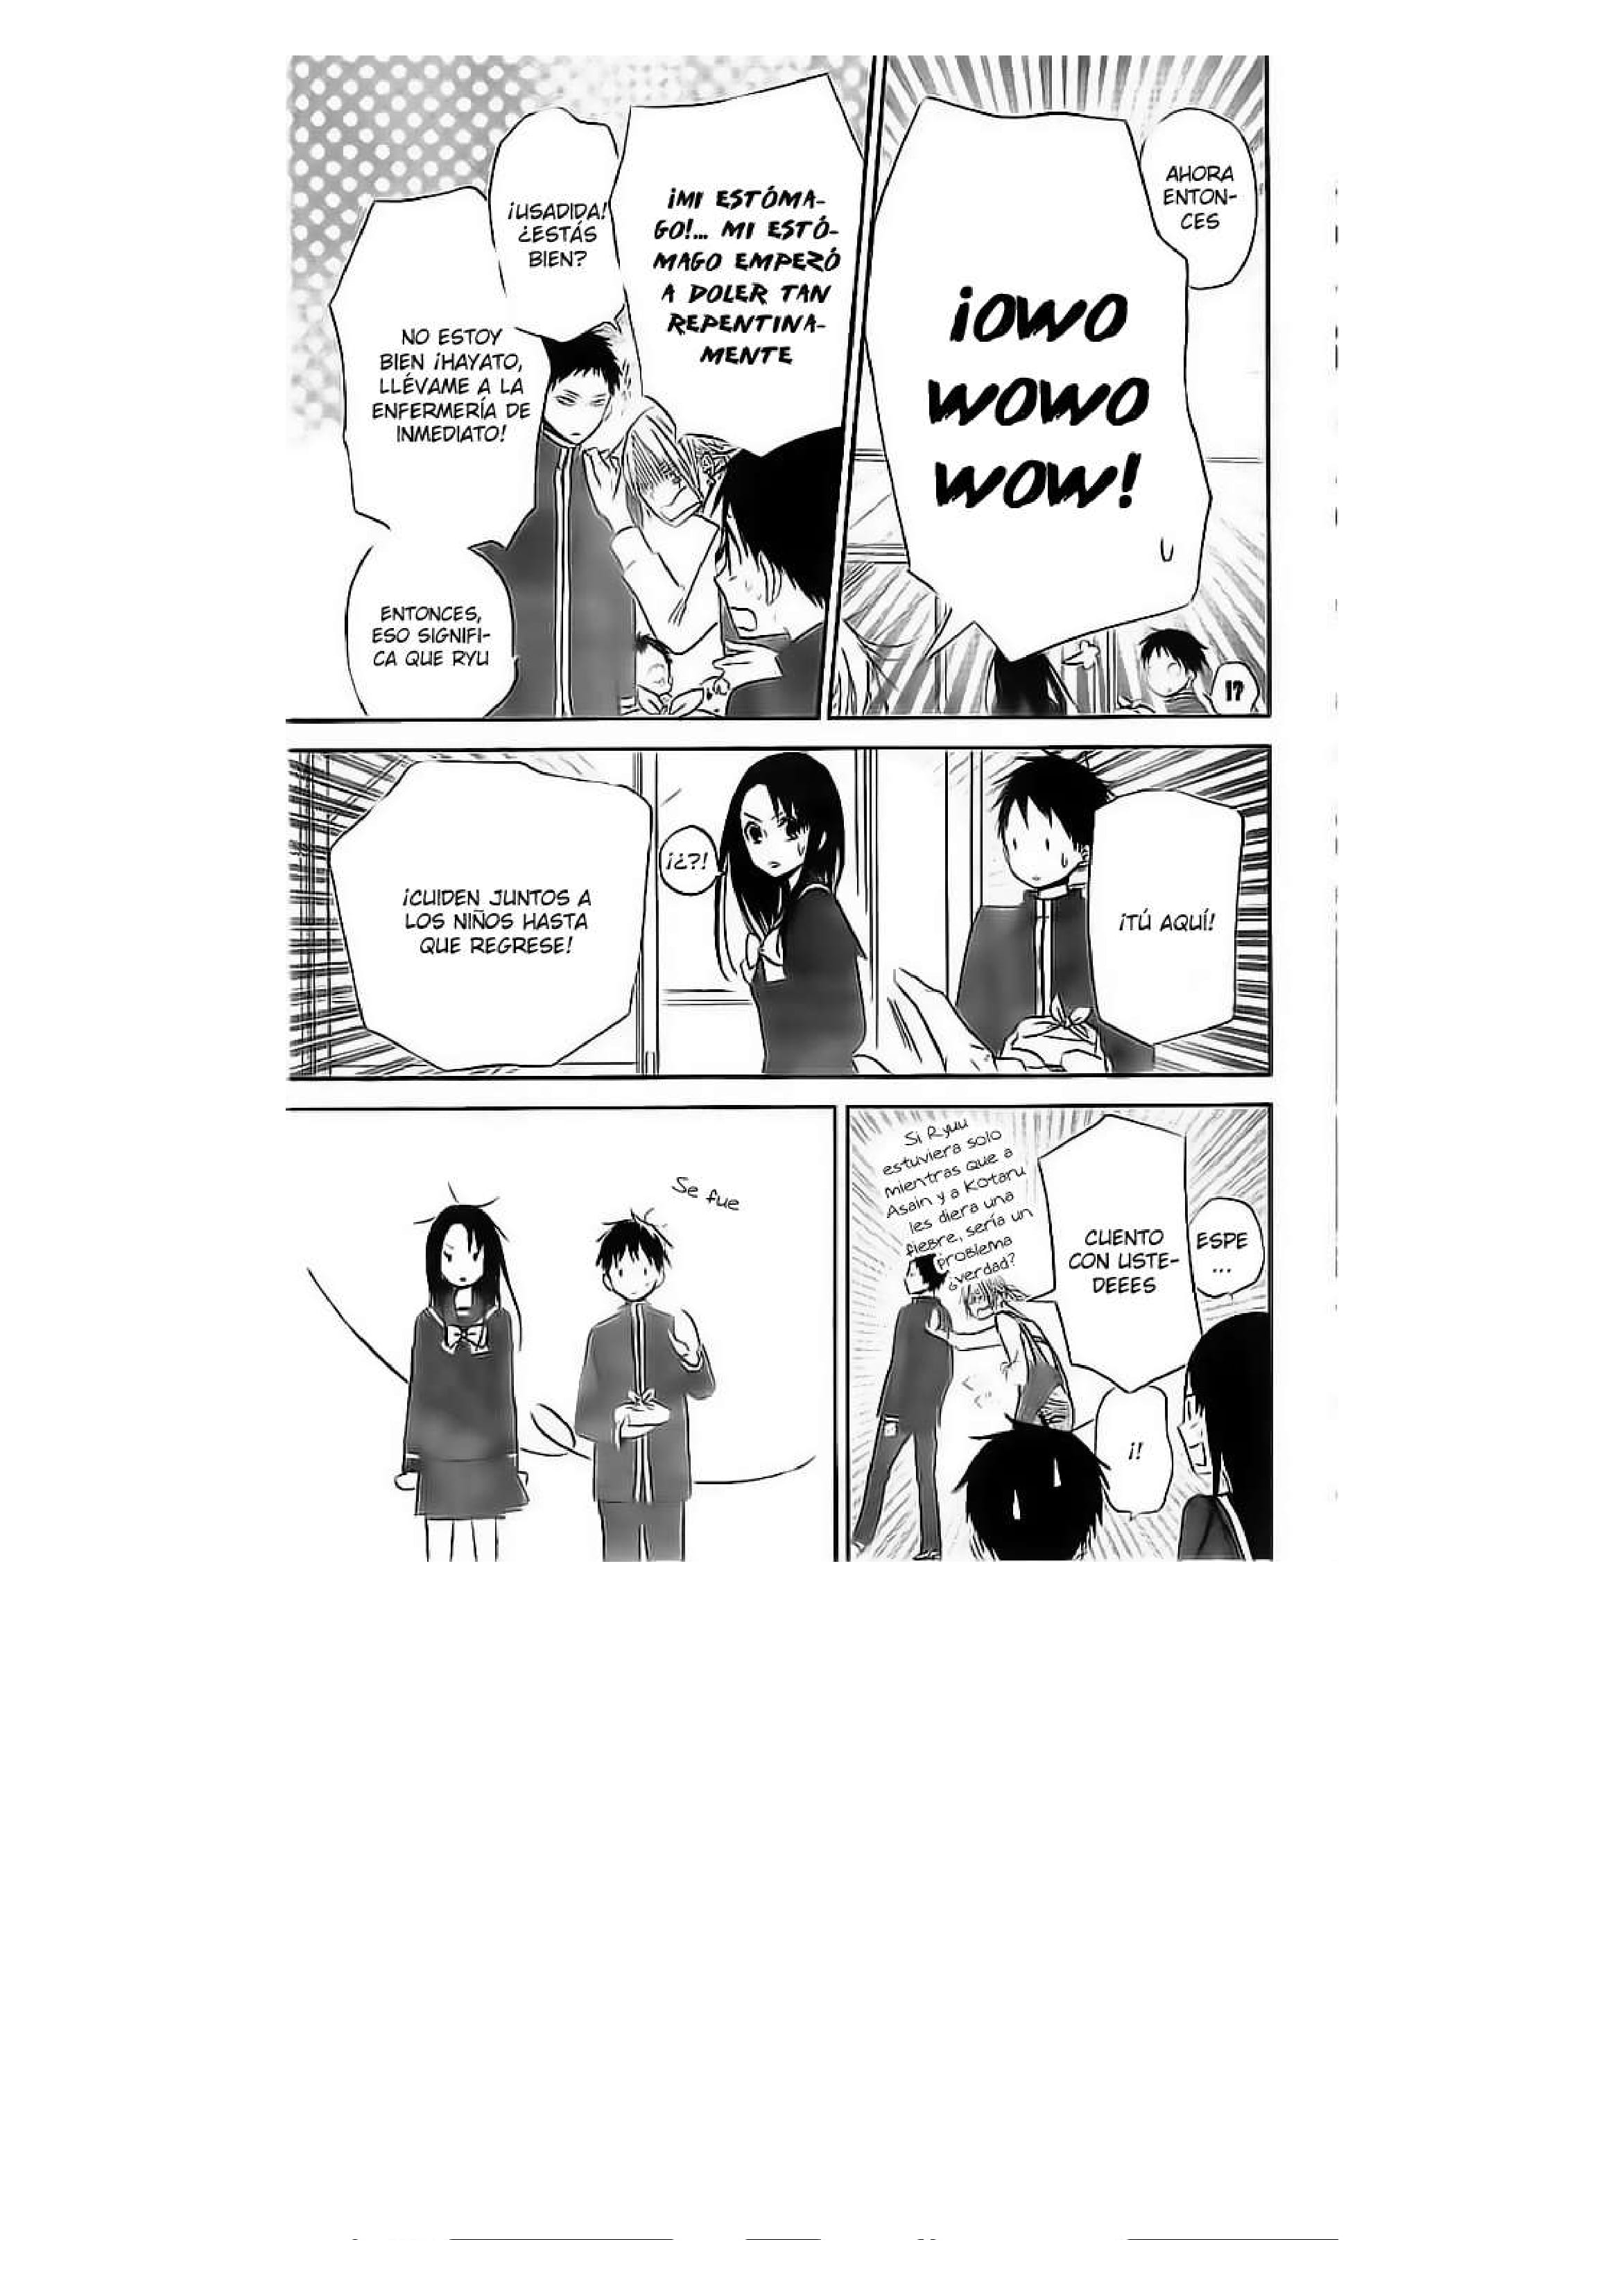 AHORA
ENTON-
CES
¡OWO
WOWO
WOW!
!?
¡MI ESTÓMA-
GO!... MI ESTÓ-
MAGO EMPEZÓ
A DOLER TAN
REPENTINA-
MENTE
¡USADIDA!
¿ESTÁS
BIEN?
NO ESTOY
BIEN ¡HAYATO,
LLÉVAME A LA
ENFERMERÍA DE
INMEDIATO!
ENTONCES,
ESO SIGNIFI-
CA QUE RYU
¡TÚ AQUÍ!
¡¿?!
¡CUIDEN JUNTOS A
LOS NIÑOS HASTA
QUE REGRESE!
ESPE
...
CUENTO
CON USTE-
DEEES
Si Ryuu
estuviera solo
mientras que a
Asain y a Kotaru
les diera una
fiebre, sería un
problema
¿verdad?
¡!
Se fue